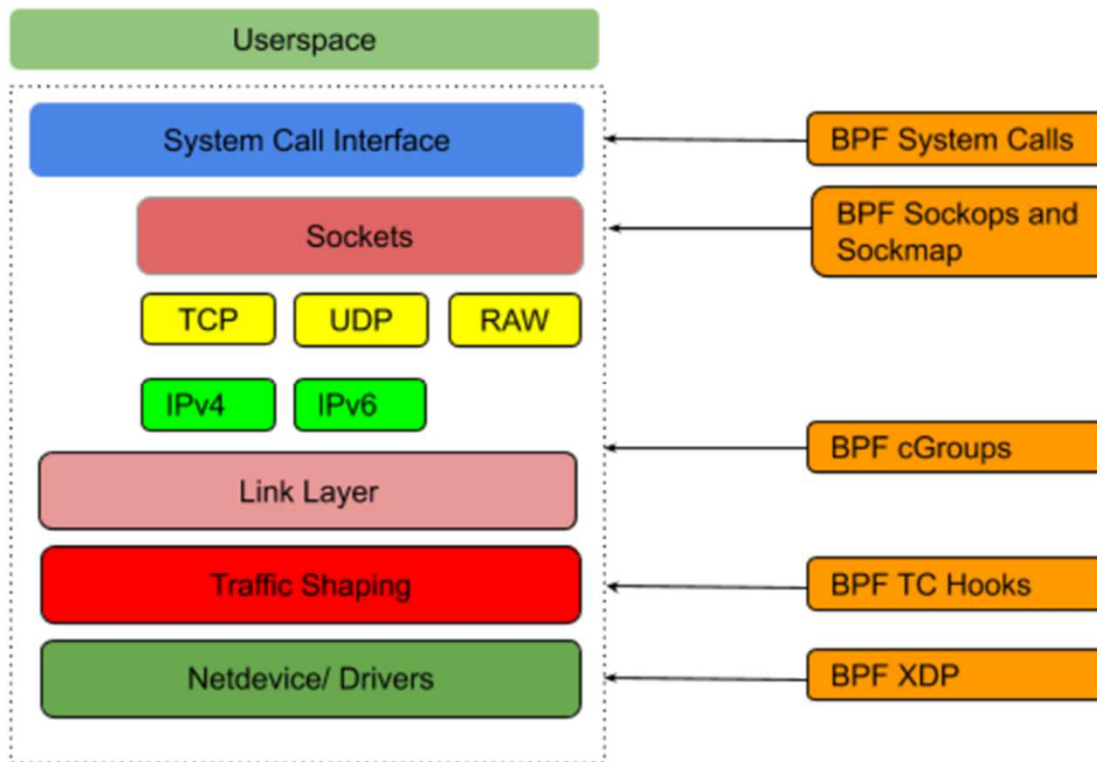 Userspace
System Call Interface
BPF System Calls
Sockets
BPF Sockops and
Sockmap
TCP
UDP
RAW
IPv4
IPv6
BPF cGroups
Link Layer
Traffic Shaping
BPF TC Hooks
Netdevice/ Drivers
BPF XDP